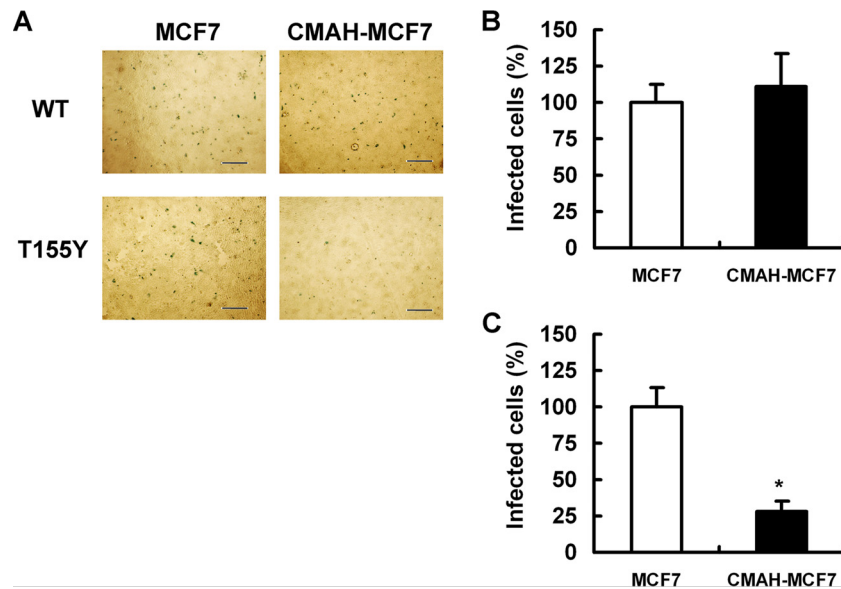 A
MCF7 CMAH-MCF7
WT
T155Y
B
Infected cells (%)
150
125
100
75
50
25
0
MCF7 CMAH-MCF7
C
Infected cells (%)
150
125
100
75
50
25
0
*
MCF7 CMAH-MCF7